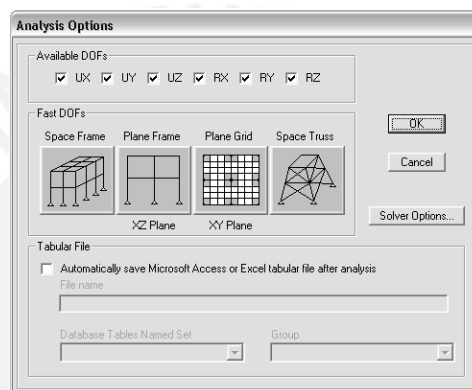 Analysis Options
Available DOFs
UX UY UZ RX RY RZ
Fast DOFs
Space Frame Plane Frame Plane Grid Space Truss
XZ Plane XY Plane
OK
Cancel
Solver Options...
Tabular File
Automatically save Microsoft Access or Excel tabular file after analysis
File name
Database Tables Named Set Group